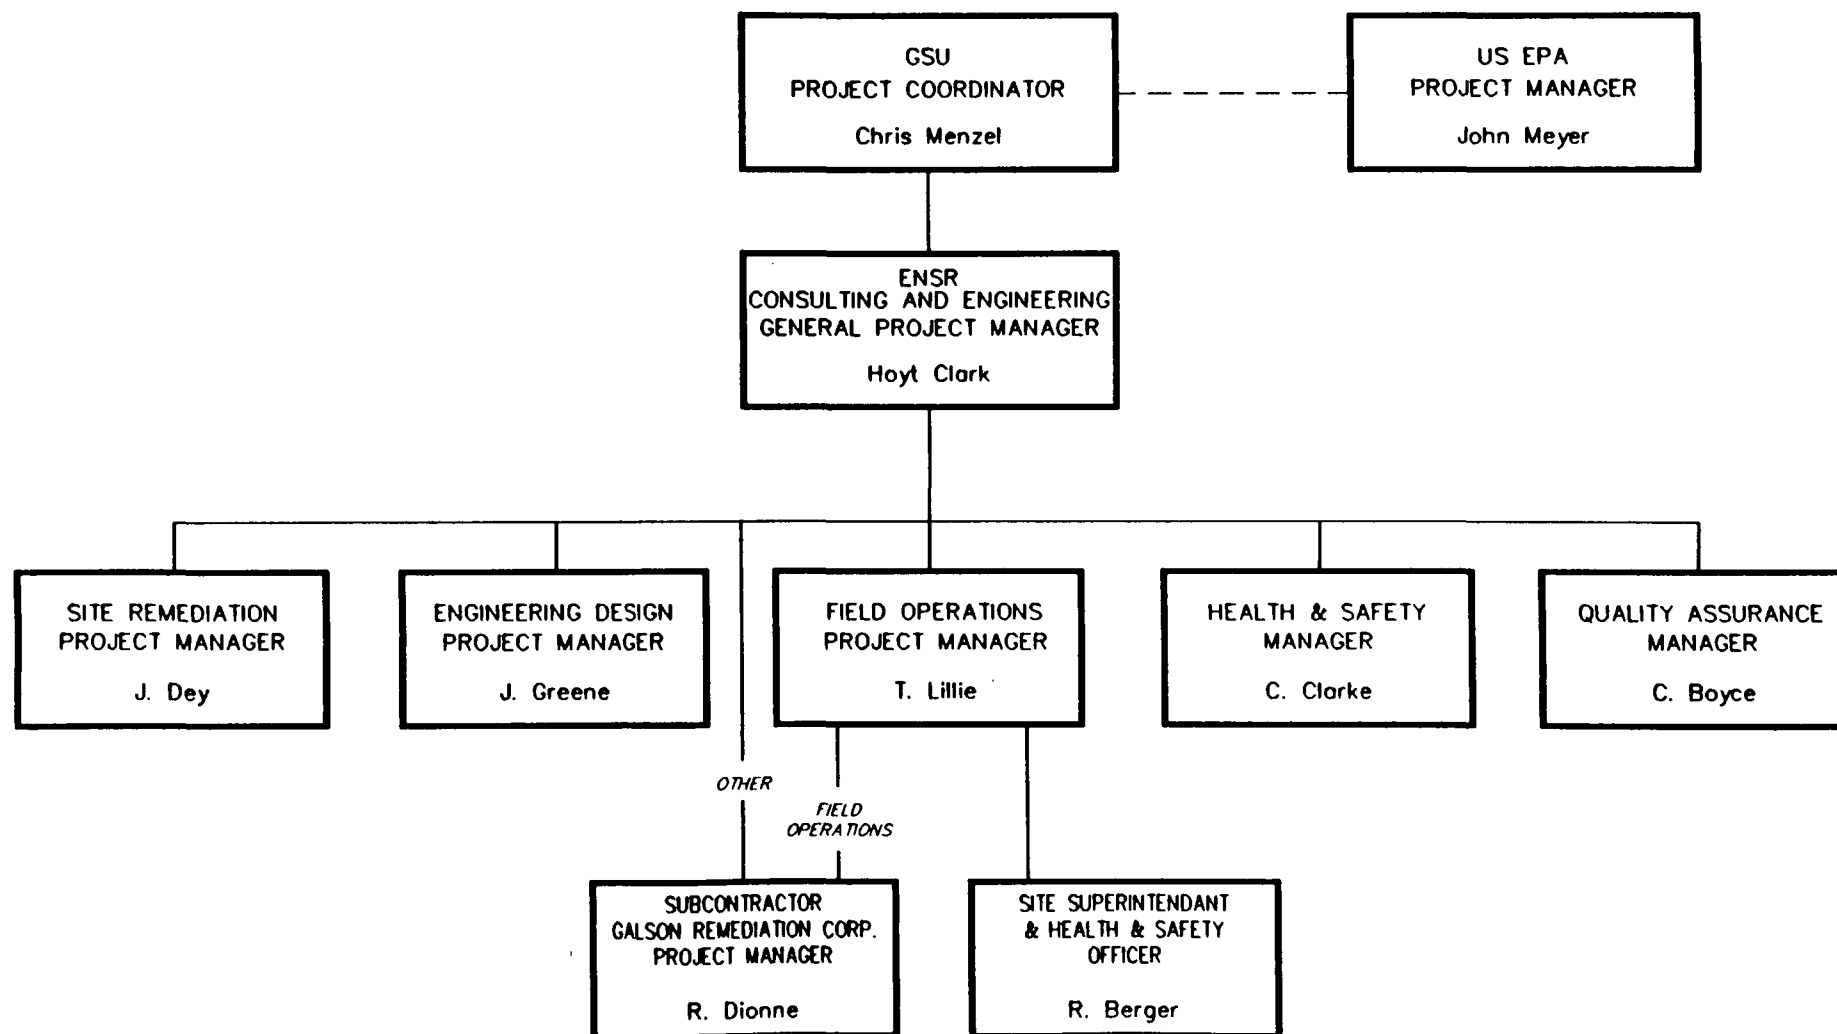 GSU
PROJECT COORDINATOR
Chris Menzel
US EPA
PROJECT MANAGER
John Meyer
ENSR
CONSULTING AND ENGINEERING
GENERAL PROJECT MANAGER
Hoyt Clark
SITE REMEDIATION
PROJECT MANAGER
J. Dey
ENGINEERING DESIGN
PROJECT MANAGER
J. Greene
FIELD OPERATIONS
PROJECT MANAGER
T. Lillie
HEALTH & SAFETY
MANAGER
C. Clarke
QUALITY ASSURANCE
MANAGER
C. Boyce
OTHER
FIELD
OPERATIONS
SUBCONTRACTOR
GALSON REMEDIATION CORP.
PROJECT MANAGER
R. Dionne
SITE SUPERINTENDANT
& HEALTH & SAFETY
OFFICER
R. Berger